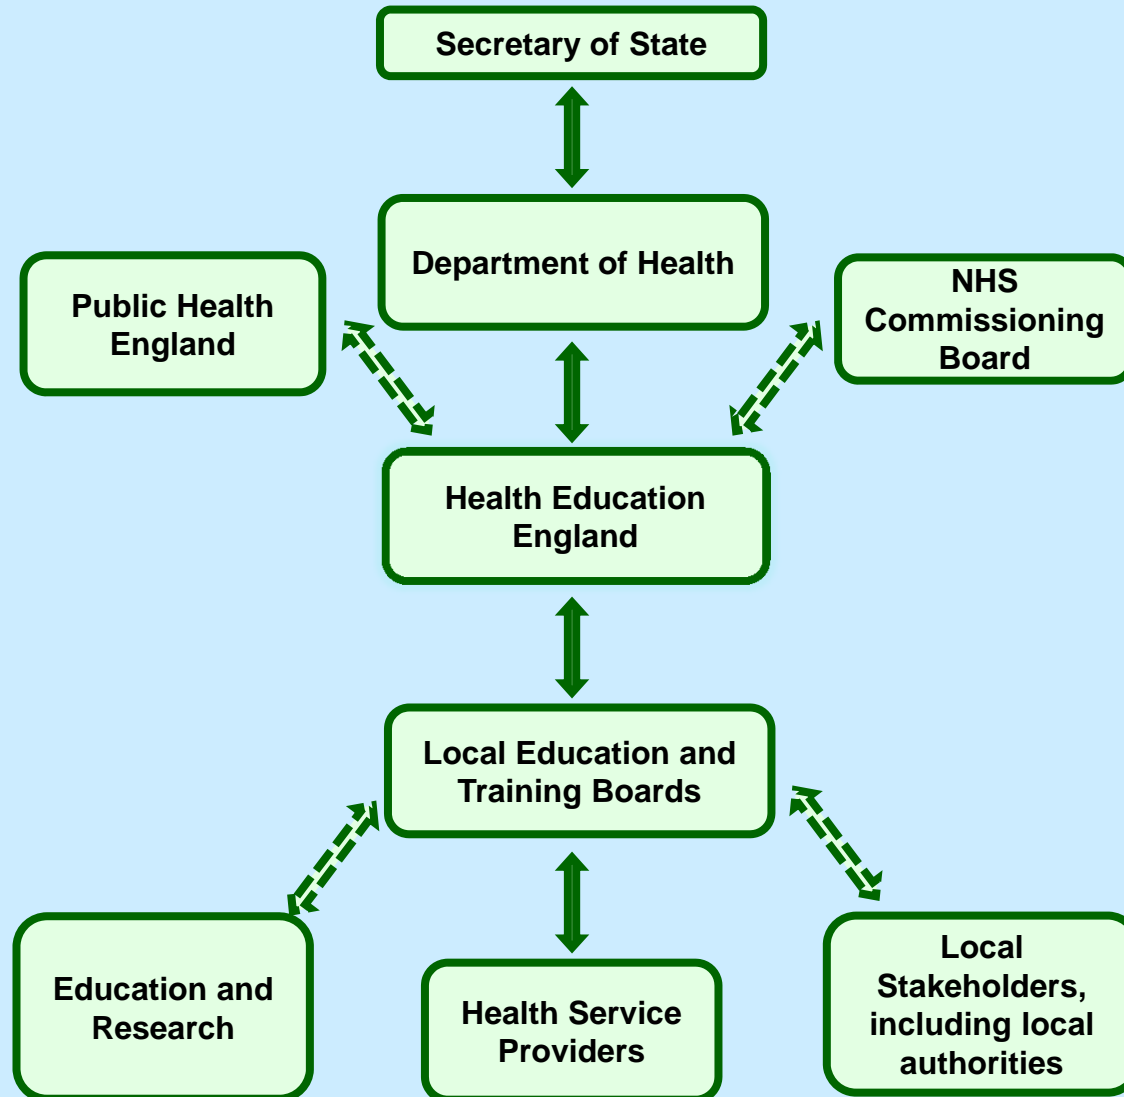 Secretary of State
Department of Health
Public Health
England
NHS
Commissioning
Board
Health Education
England
Local Education and
Training Boards
Education and
Research
Health Service
Providers
Local
Stakeholders,
including local
authorities